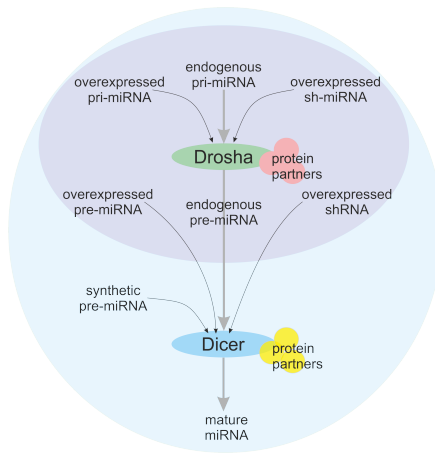 endogenous
pri-miRNA
overexpressed
pri-miRNA
overexpressed
sh-miRNA
Drosha
protein
partners
overexpressed
pre-miRNA
endogenous
pre-miRNA
overexpressed
shRNA
synthetic
pre-miRNA
Dicer
protein
partners
mature
miRNA